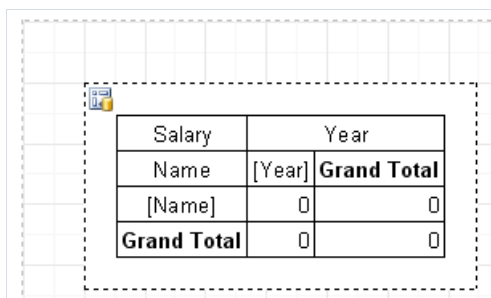 Salary Year
Name [Year] Grand Total
[Name] 0 0
Grand Total 0 0